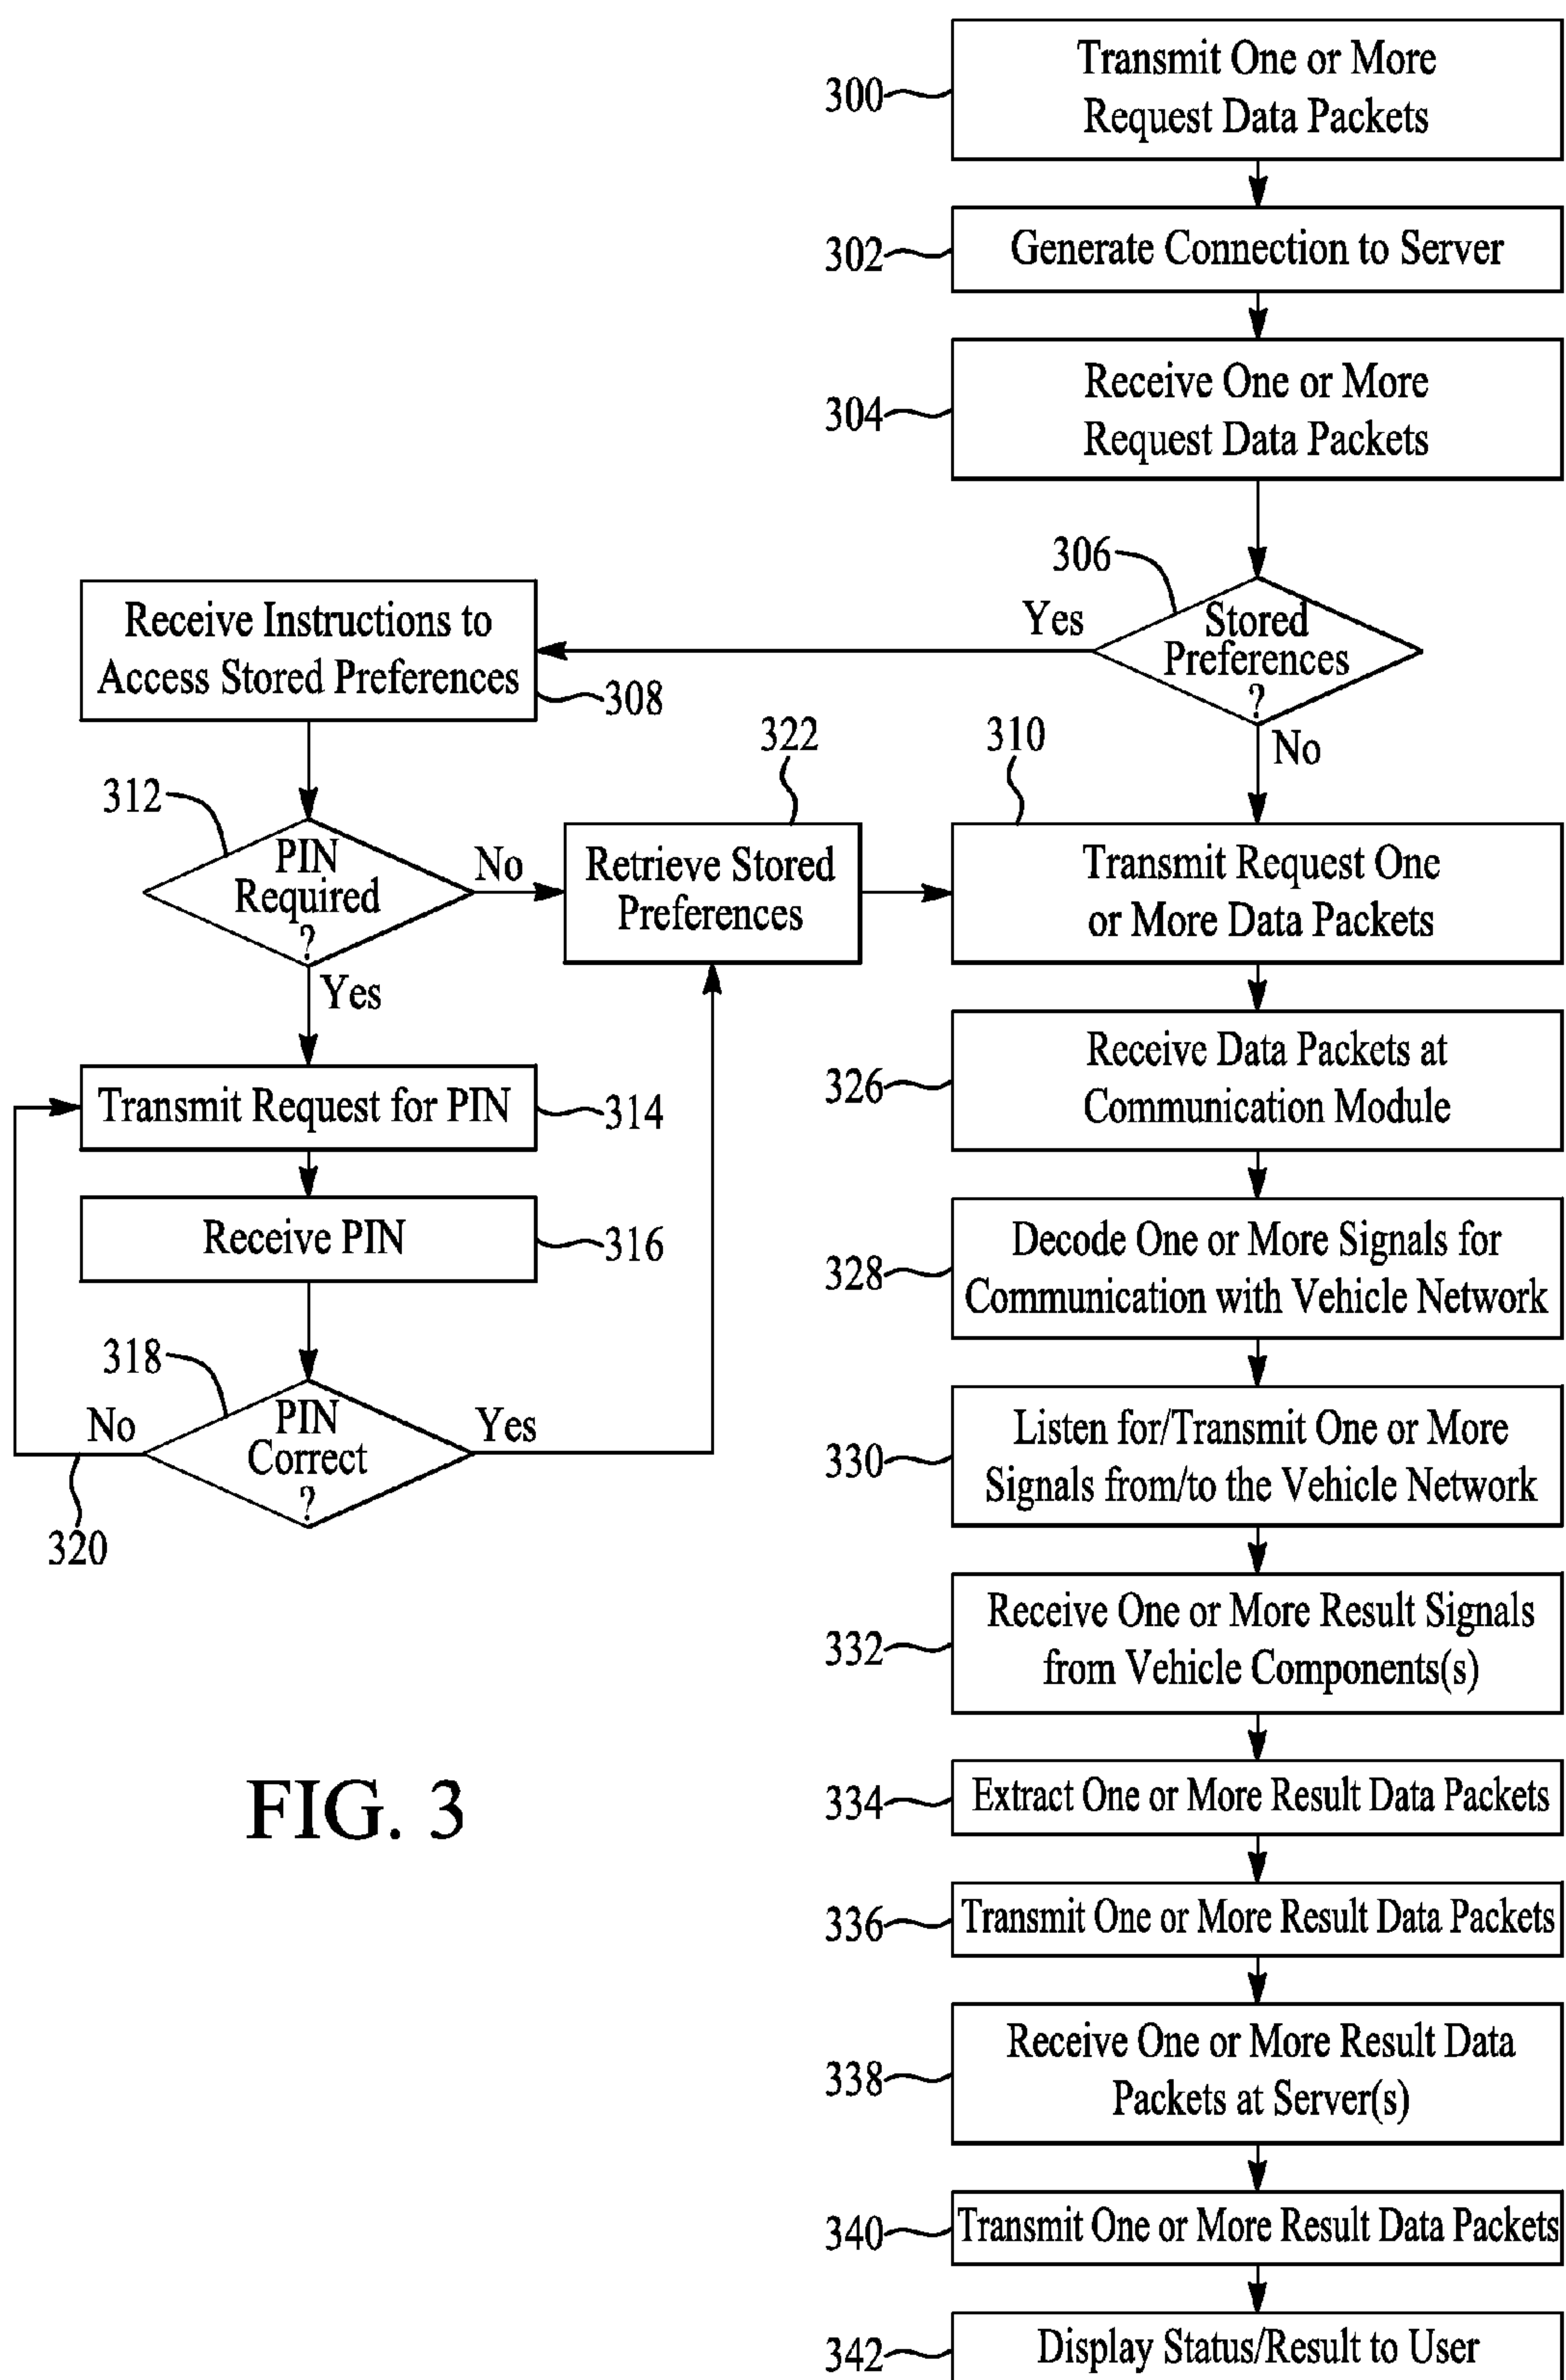 Transmit One or More
Request Data Packets
300
Generate Connection to Server
302
Receive One or More
Request Data Packets
304
306
Stored
Preferences
?
Yes
No
Receive Instructions to
Access Stored Preferences
308
312
PIN
Required
?
No
Yes
322
Retrieve Stored
Preferences
310
Transmit Request One
or More Data Packets
Transmit Request for PIN
314
Receive PIN
316
318
PIN
Correct
?
No
Yes
320
Receive Data Packets at
Communication Module
326
Decode One or More Signals for
Communication with Vehicle Network
328
Listen for/Transmit One or More
Signals from/to the Vehicle Network
330
Receive One or More Result Signals
from Vehicle Components(s)
332
Extract One or More Result Data Packets
334
Transmit One or More Result Data Packets
336
Receive One or More Result Data
Packets at Server(s)
338
Transmit One or More Result Data Packets
340
Display Status/Result to User
342
FIG. 3